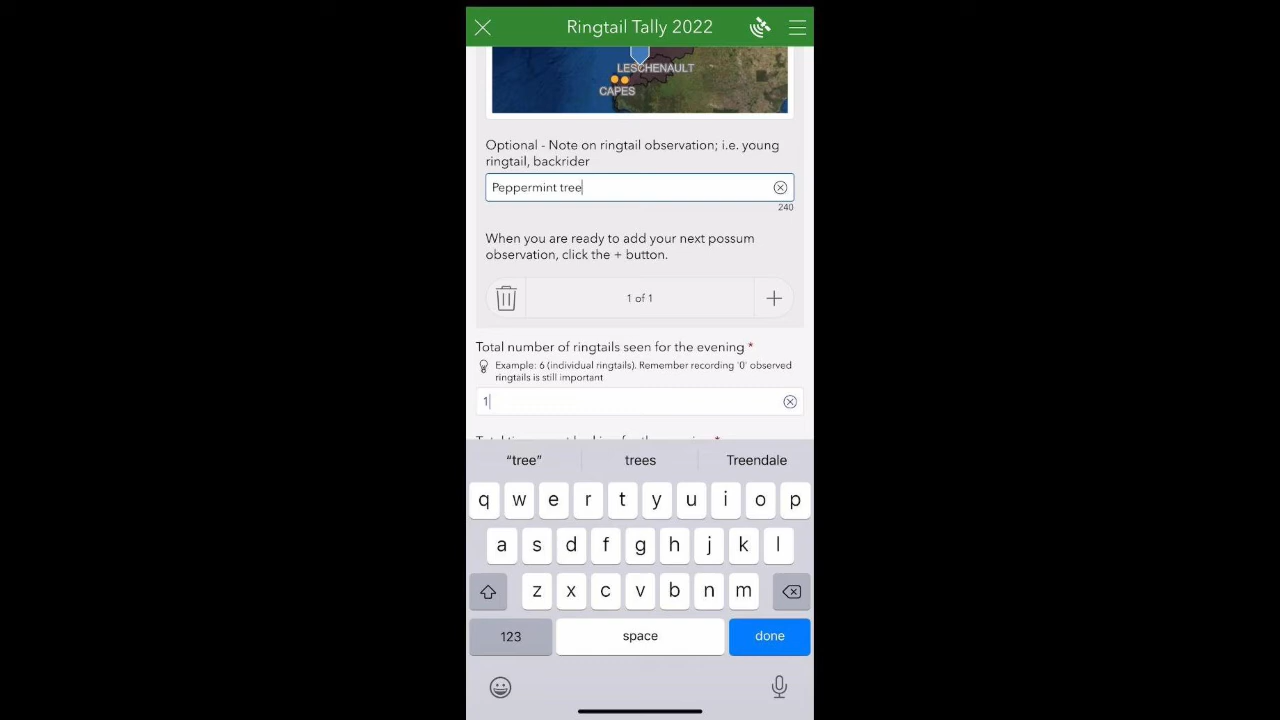 Ringtail Tally 2022
LESCHENAULT
CAPES
Optional - Note on ringtail observation; i.e. young
ringtail, backrider
Peppermint tree
240
When you are ready to add your next possum
observation, click the + button.
1 of 1
Total number of ringtails seen for the evening *
Example: 6 (individual ringtails). Remember recording '0' observed
ringtails is still important
1
“tree” trees Treendale
q w e r t y u i o p
a s d f g h j k l
z x c v b n m
123 space done